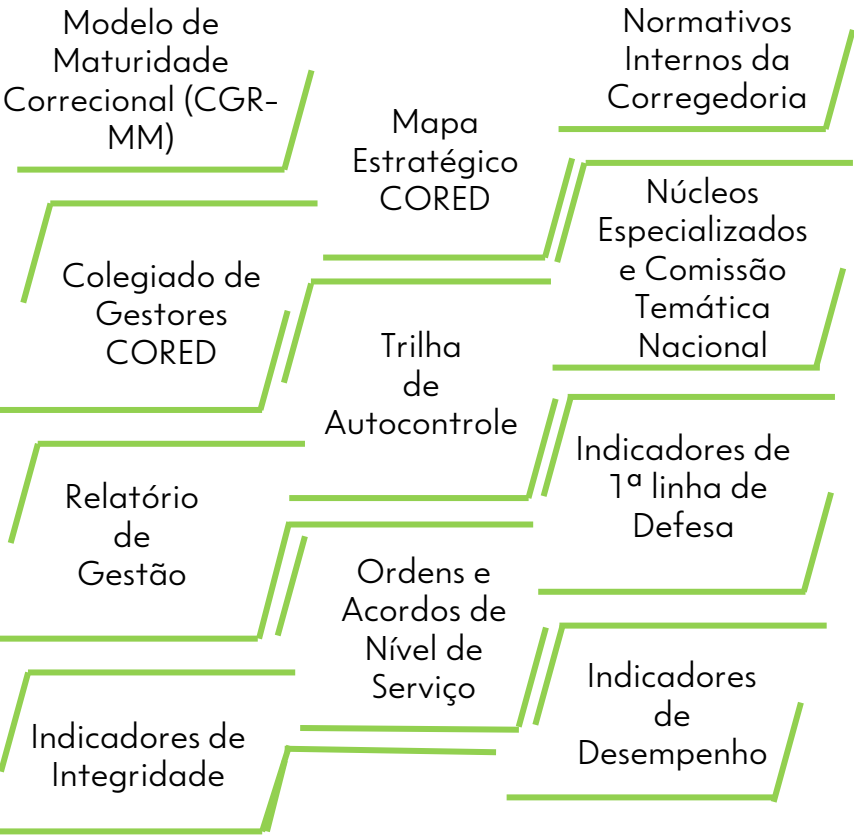 Modelo de
Maturidade
Correcional (CGR-
MM)
Mapa
Estratégico
CORED
Normativos
Internos da
Corregedoria
Colegiado de
Gestores
CORED
Trilha
de
Autocontrole
Núcleos
Especializados
e Comissão
Temática
Nacional
Relatório
de
Gestão
Ordens e
Acordos de
Nível de
Serviço
Indicadores de
1ª linha de
Defesa
Indicadores de
Integridade
Indicadores
de
Desempenho